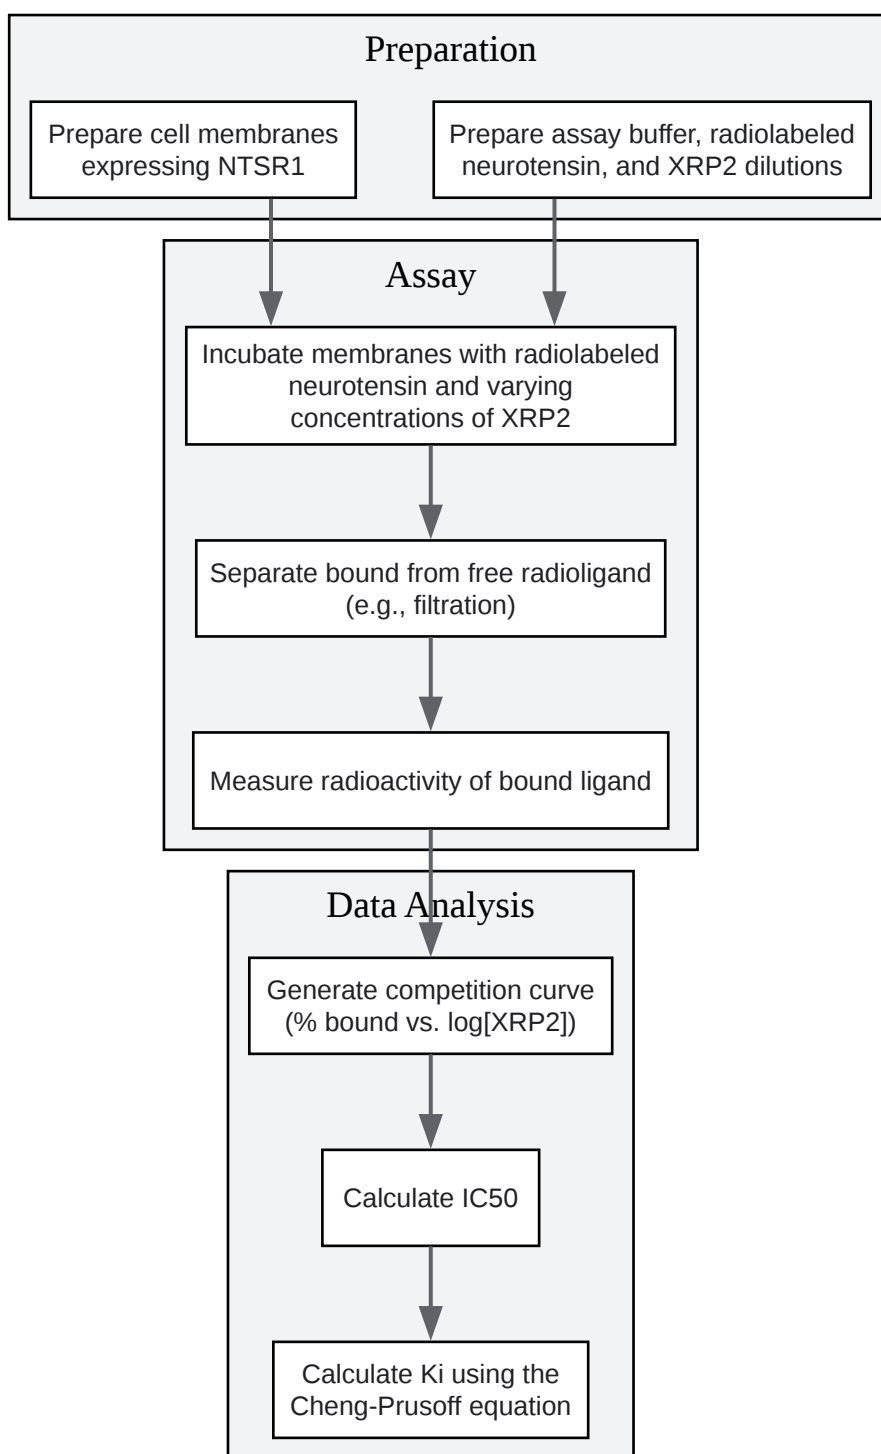 Preparation
Prepare cell membranes
expressing NTSR1
Prepare assay buffer, radiolabeled
neurotensin, and XRP2 dilutions
Assay
Incubate membranes with radiolabeled
neurotensin and varying
concentrations of XRP2
Separate bound from free radioligand
(e.g., filtration)
Measure radioactivity of bound ligand
Data Analysis
Generate competition curve
(% bound vs. log[XRP2])
Calculate IC50
Calculate Ki using the
Cheng-Prusoff equation